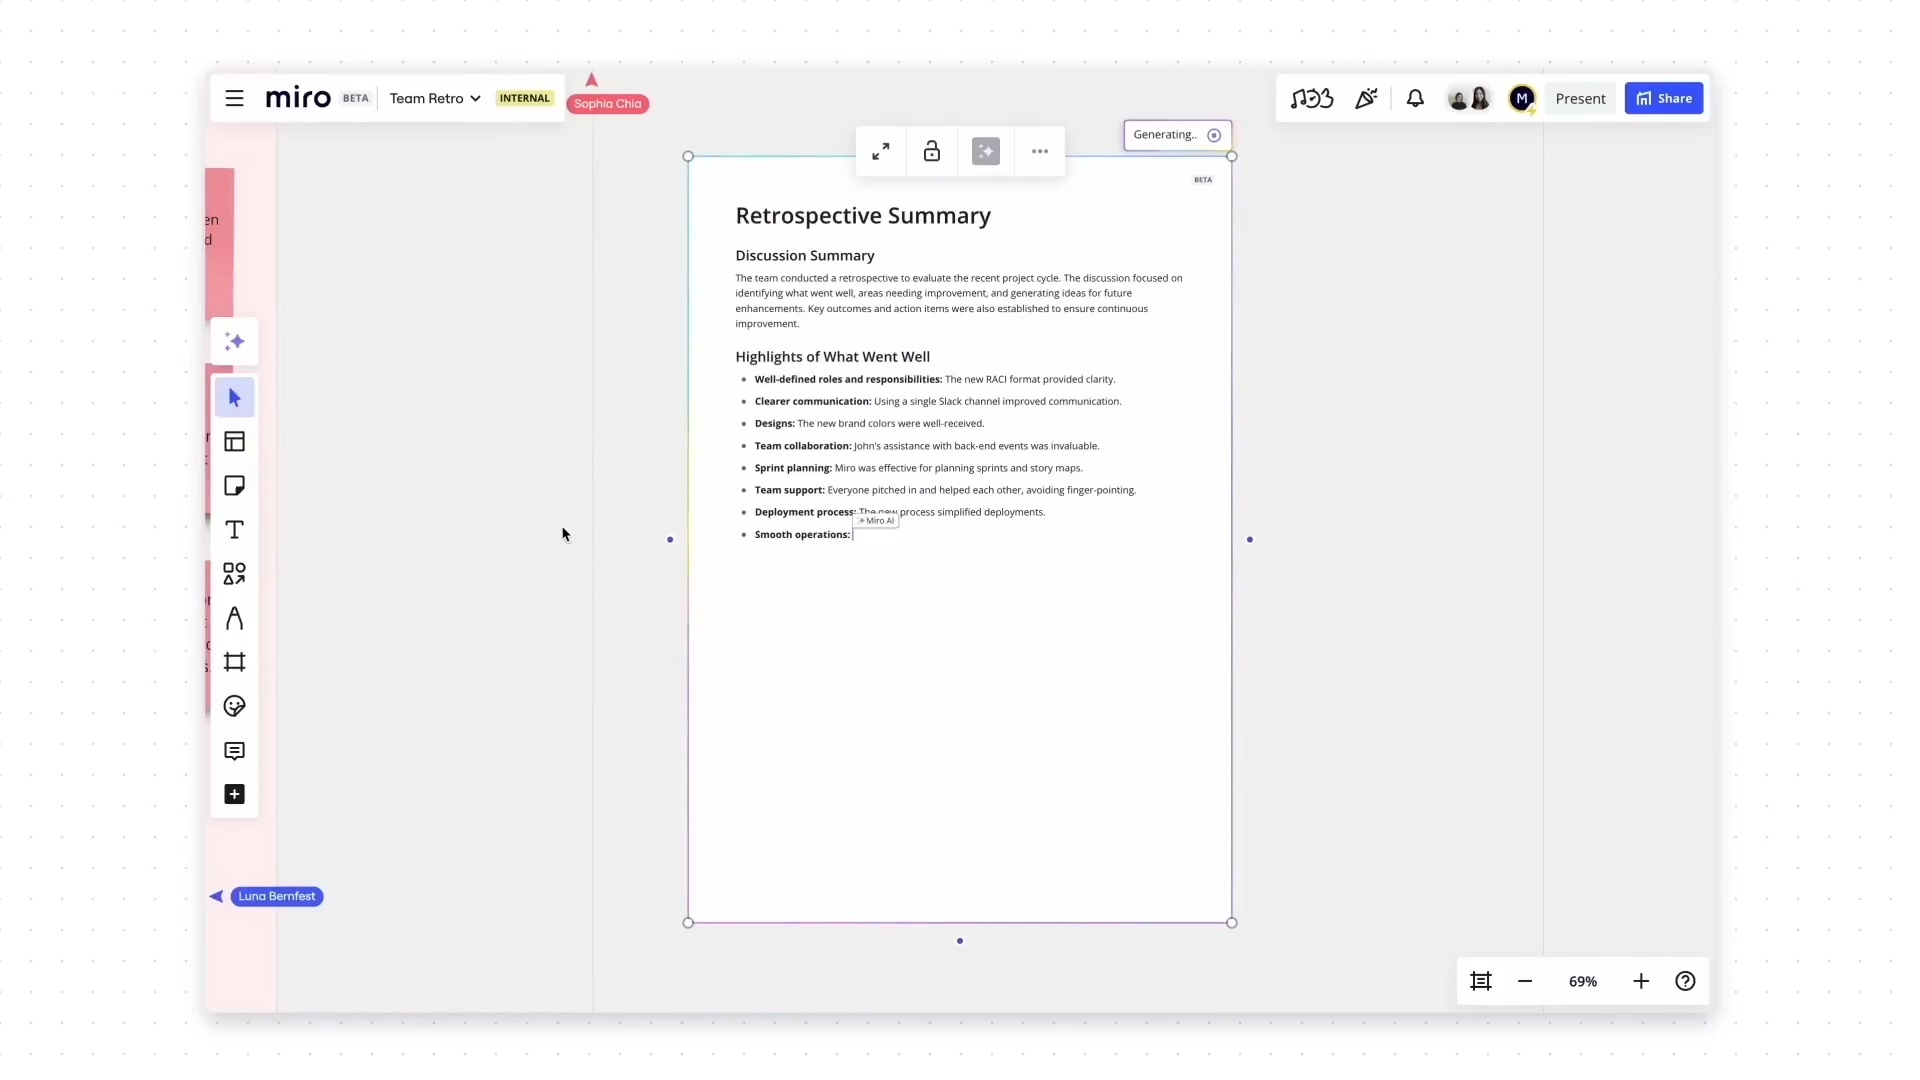 miro BETA Team Retro INTERNAL
Sophia Chia
M Present Share
Generating..
BETA
Retrospective Summary
Discussion Summary
The team conducted a retrospective to evaluate the recent project cycle. The discussion focused on
identifying what went well, areas needing improvement, and generating ideas for future
enhancements. Key outcomes and action items were also established to ensure continuous
improvement.
Highlights of What Went Well
Well-defined roles and responsibilities: The new RACI format provided clarity.
Clearer communication: Using a single Slack channel improved communication.
Designs: The new brand colors were well-received.
Team collaboration: John's assistance with back-end events was invaluable.
Sprint planning: Miro was effective for planning sprints and story maps.
Team support: Everyone pitched in and helped each other, avoiding finger-pointing.
Deployment process: The new process simplified deployments.
Miro AI
Smooth operations:
en
d
Luna Bernfest
69%